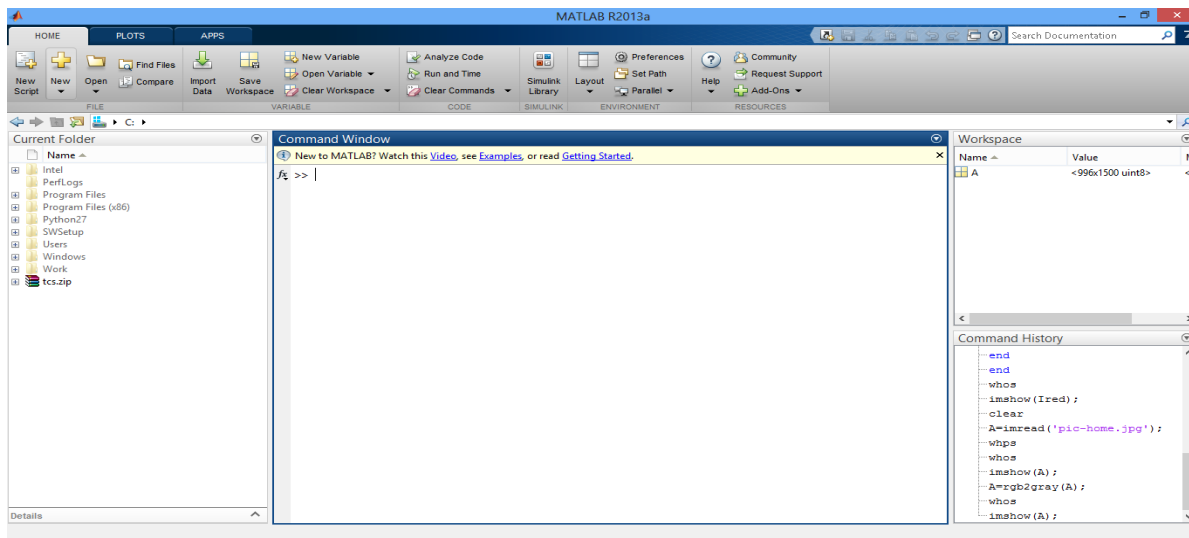 MATLAB R2013a
HOME PLOTS APPS
Search Documentation
New Script
New
Open
Find Files
Compare
Import Data
Save Workspace
New Variable
Open Variable
Clear Workspace
Analyze Code
Run and Time
Clear Commands
Simulink Library
Layout
Preferences
Set Path
Parallel
Help
Community
Request Support
Add-Ons
FILE VARIABLE CODE SIMULINK ENVIRONMENT RESOURCES
C:
Current Folder
Name
Intel
PerfLogs
Program Files
Program Files (x86)
Python27
SWSetup
Users
Windows
Work
tcs.zip
Details
Command Window
New to MATLAB? Watch this Video, see Examples, or read Getting Started.
fx >>
Workspace
Name Value
A <996x1500 uint8>
Command History
end
end
whos
imshow(Ired);
clear
A=imread('pic-home.jpg');
whps
whos
imshow(A);
A=rgb2gray(A);
whos
imshow(A);